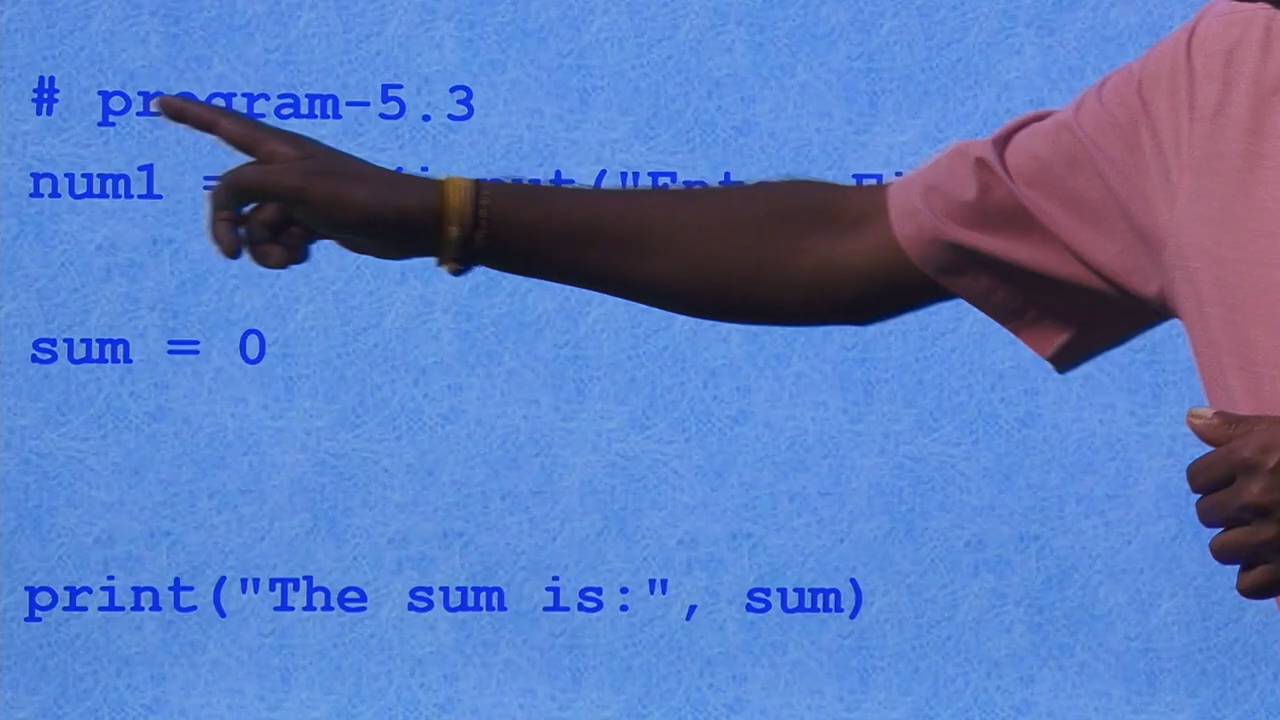 # program-5.3
num1 =
sum = 0
print("The sum is:", sum)